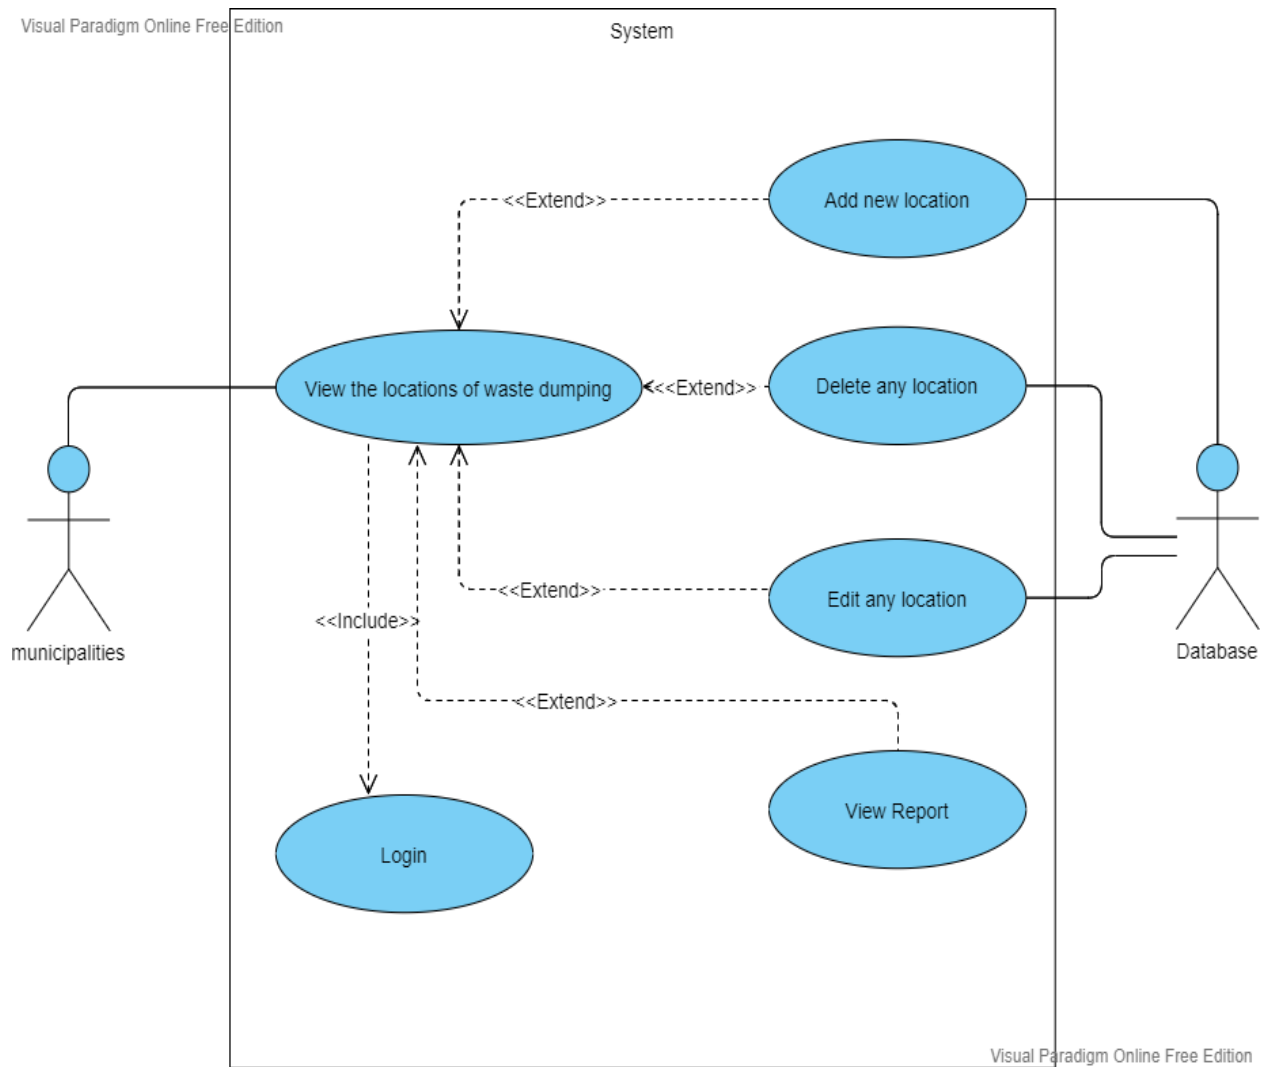 Visual Paradigm Online Free Edition
System
<<Extend>>
Add new location
View the locations of waste dumping
<<Extend>>
Delete any location
<<Extend>>
Edit any location
<<Include>>
municipalities
Database
<<Extend>>
View Report
Login
Visual Paradigm Online Free Edition